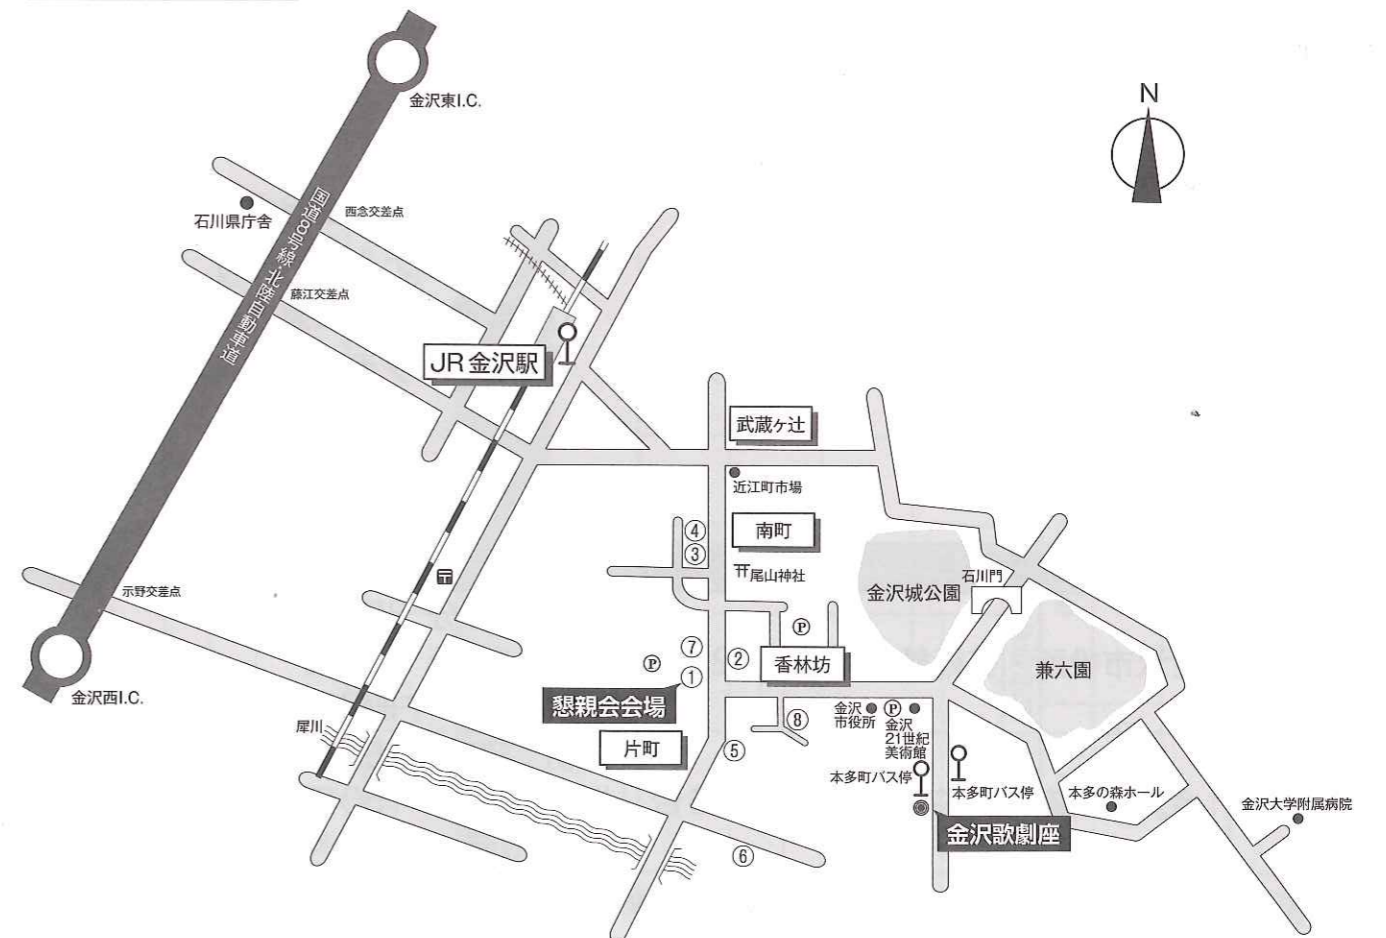 金沢東I.C.
N
国道8号線・北陸自動車道
西念交差点
石川県庁舎
藤江交差点
JR金沢駅
武蔵ヶ辻
近江町市場
南町
④
③
尾山神社
石川門
金沢城公園
示野交差点
〒
P
⑦
②
香林坊
P
①
兼六園
金沢西I.C.
懇親会会場
犀川
⑧
金沢
市役所
P
金沢
21世紀
美術館
片町
⑤
本多町バス停
本多町バス停
本多の森ホール
金沢大学附属病院
金沢歌劇座
⑥